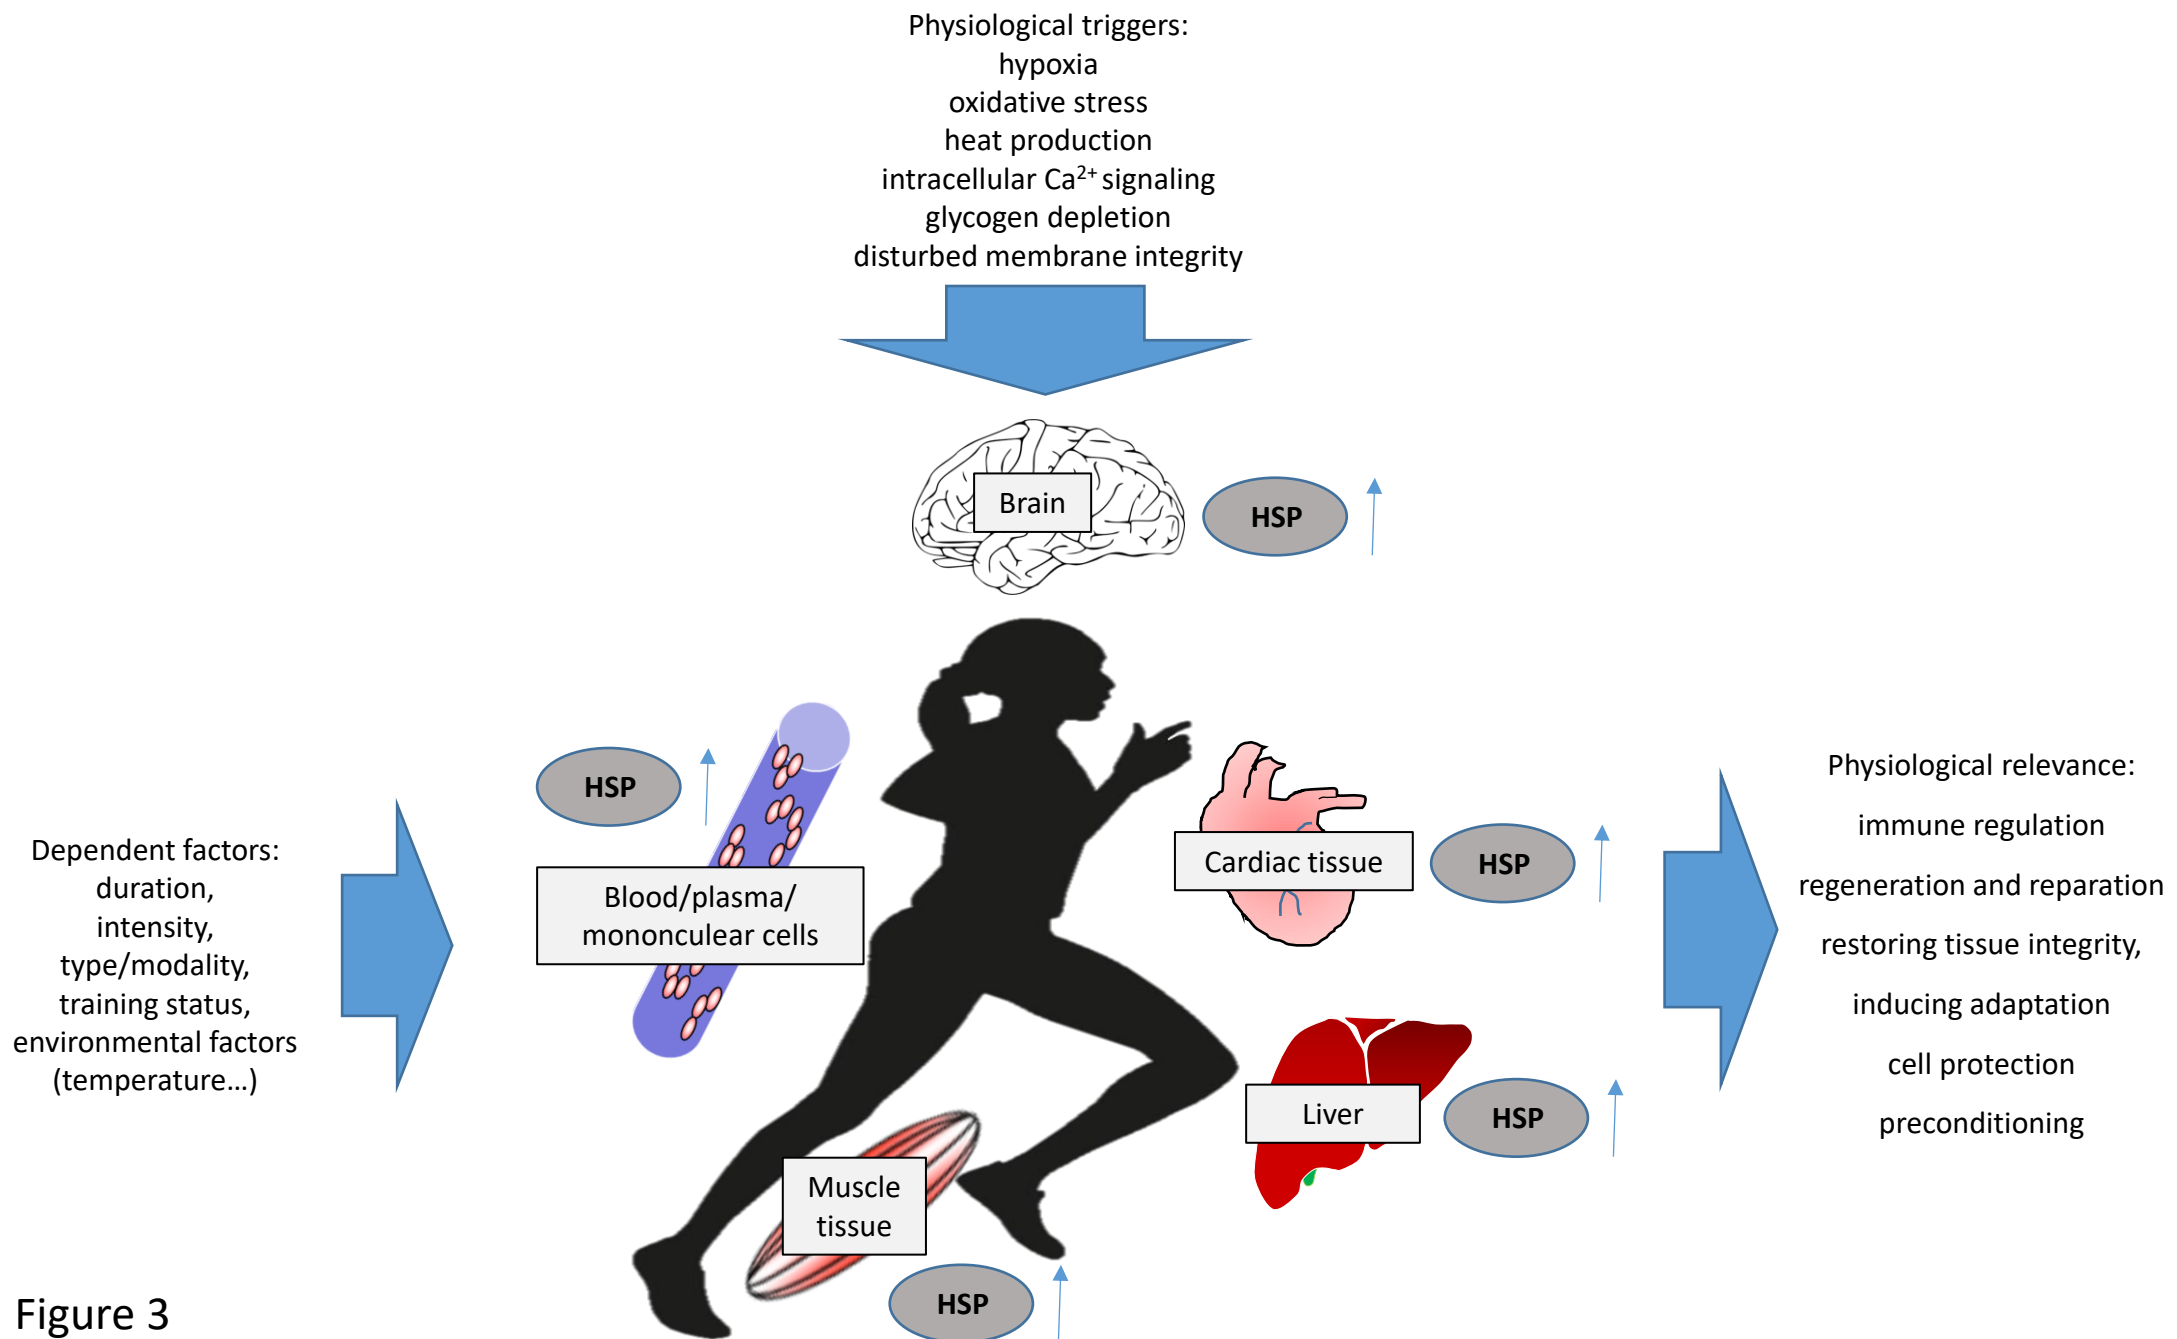 Physiological triggers:
hypoxia
oxidative stress
heat production
intracellular Ca²⁺ signaling
glycogen depletion
disturbed membrane integrity
Brain
HSP
HSP
Blood/plasma/
mononculear cells
Dependent factors:
duration,
intensity,
type/modality,
training status,
environmental factors
(temperature...)
Cardiac tissue
HSP
Liver
HSP
Muscle
tissue
HSP
Physiological relevance:
immune regulation
regeneration and reparation
restoring tissue integrity,
inducing adaptation
cell protection
preconditioning
Figure 3